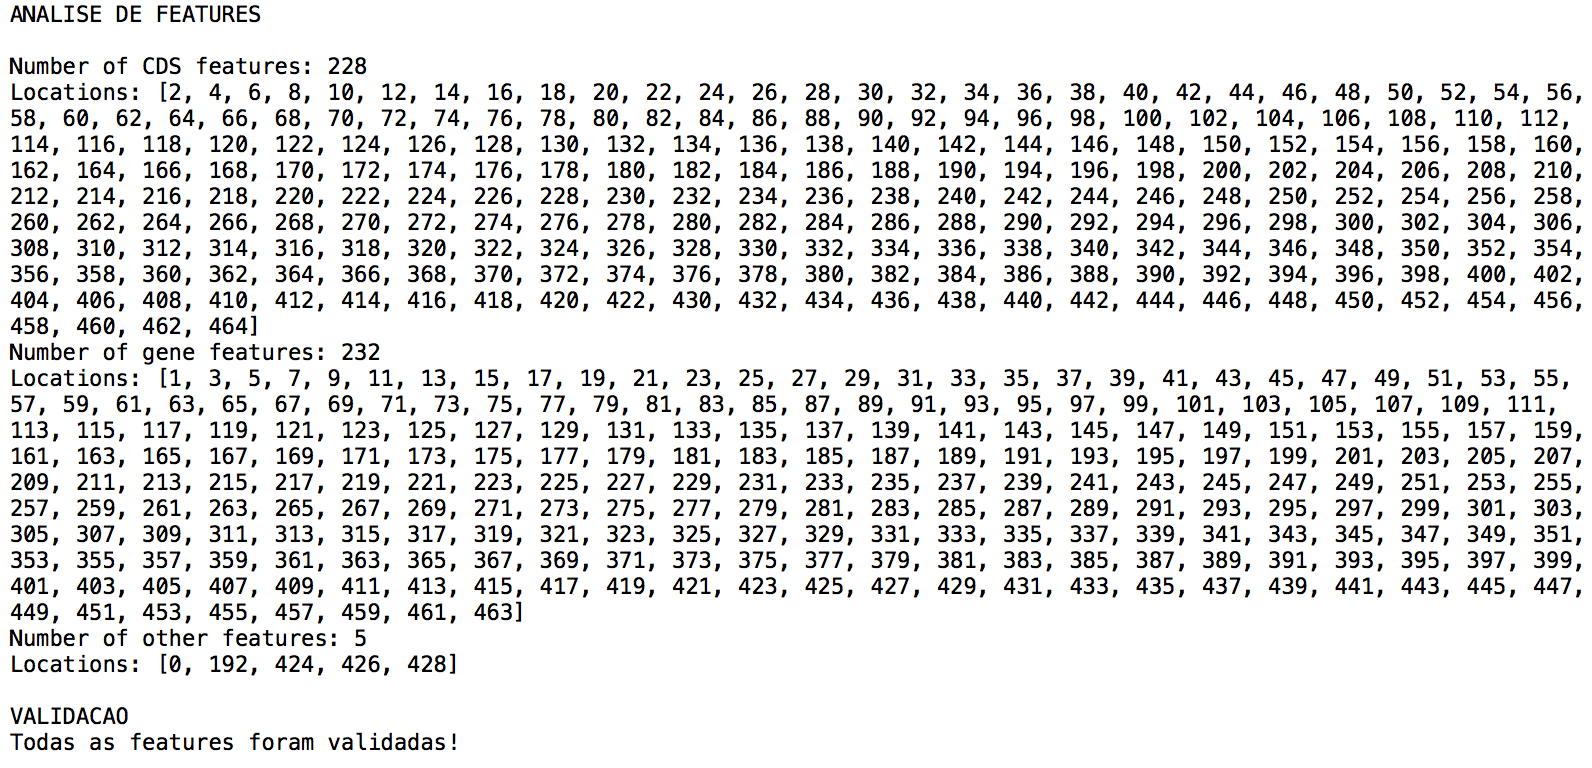 ANALISE DE FEATURES
Number of CDS features: 228
Locations: [2, 4, 6, 8, 10, 12, 14, 16, 18, 20, 22, 24, 26, 28, 30, 32, 34, 36, 38, 40, 42, 44, 46, 48, 50, 52, 54, 56,
58, 60, 62, 64, 66, 68, 70, 72, 74, 76, 78, 80, 82, 84, 86, 88, 90, 92, 94, 96, 98, 100, 102, 104, 106, 108, 110, 112,
114, 116, 118, 120, 122, 124, 126, 128, 130, 132, 134, 136, 138, 140, 142, 144, 146, 148, 150, 152, 154, 156, 158, 160,
162, 164, 166, 168, 170, 172, 174, 176, 178, 180, 182, 184, 186, 188, 190, 194, 196, 198, 200, 202, 204, 206, 208, 210,
212, 214, 216, 218, 220, 222, 224, 226, 228, 230, 232, 234, 236, 238, 240, 242, 244, 246, 248, 250, 252, 254, 256, 258,
260, 262, 264, 266, 268, 270, 272, 274, 276, 278, 280, 282, 284, 286, 288, 290, 292, 294, 296, 298, 300, 302, 304, 306,
308, 310, 312, 314, 316, 318, 320, 322, 324, 326, 328, 330, 332, 334, 336, 338, 340, 342, 344, 346, 348, 350, 352, 354,
356, 358, 360, 362, 364, 366, 368, 370, 372, 374, 376, 378, 380, 382, 384, 386, 388, 390, 392, 394, 396, 398, 400, 402,
404, 406, 408, 410, 412, 414, 416, 418, 420, 422, 430, 432, 434, 436, 438, 440, 442, 444, 446, 448, 450, 452, 454, 456,
458, 460, 462, 464]
Number of gene features: 232
Locations: [1, 3, 5, 7, 9, 11, 13, 15, 17, 19, 21, 23, 25, 27, 29, 31, 33, 35, 37, 39, 41, 43, 45, 47, 49, 51, 53, 55,
57, 59, 61, 63, 65, 67, 69, 71, 73, 75, 77, 79, 81, 83, 85, 87, 89, 91, 93, 95, 97, 99, 101, 103, 105, 107, 109, 111,
113, 115, 117, 119, 121, 123, 125, 127, 129, 131, 133, 135, 137, 139, 141, 143, 145, 147, 149, 151, 153, 155, 157, 159,
161, 163, 165, 167, 169, 171, 173, 175, 177, 179, 181, 183, 185, 187, 189, 191, 193, 195, 197, 199, 201, 203, 205, 207,
209, 211, 213, 215, 217, 219, 221, 223, 225, 227, 229, 231, 233, 235, 237, 239, 241, 243, 245, 247, 249, 251, 253, 255,
257, 259, 261, 263, 265, 267, 269, 271, 273, 275, 277, 279, 281, 283, 285, 287, 289, 291, 293, 295, 297, 299, 301, 303,
305, 307, 309, 311, 313, 315, 317, 319, 321, 323, 325, 327, 329, 331, 333, 335, 337, 339, 341, 343, 345, 347, 349, 351,
353, 355, 357, 359, 361, 363, 365, 367, 369, 371, 373, 375, 377, 379, 381, 383, 385, 387, 389, 391, 393, 395, 397, 399,
401, 403, 405, 407, 409, 411, 413, 415, 417, 419, 421, 423, 425, 427, 429, 431, 433, 435, 437, 439, 441, 443, 445, 447,
449, 451, 453, 455, 457, 459, 461, 463]
Number of other features: 5
Locations: [0, 192, 424, 426, 428]
VALIDACAO
Todas as features foram validadas!